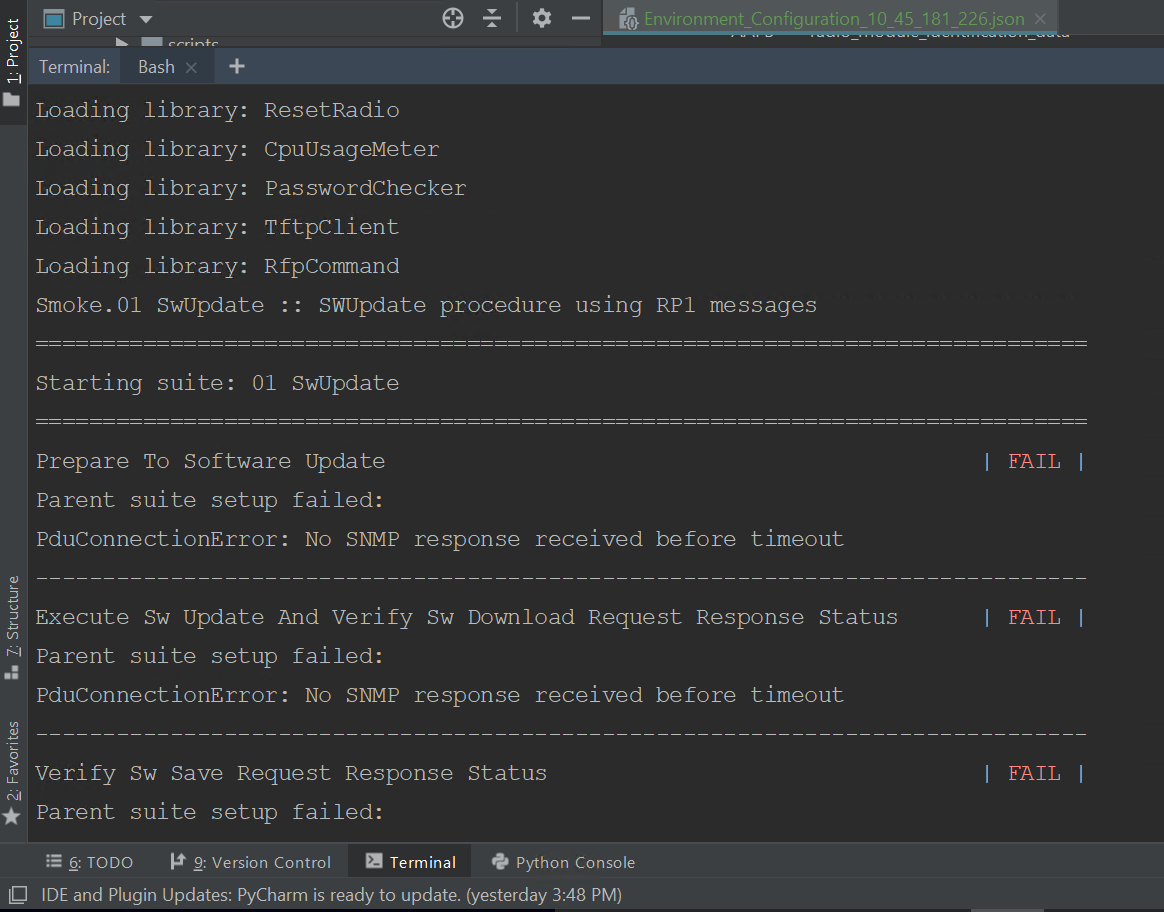 Project
Environment_Configuration_10_45_181_226.json
scripts
radio_module_identification_data
1: Project
Terminal: Bash
Loading library: ResetRadio
Loading library: CpuUsageMeter
Loading library: PasswordChecker
Loading library: TftpClient
Loading library: RfpCommand
Smoke.01 SwUpdate :: SWUpdate procedure using RP1 messages
==============================================================================
Starting suite: 01 SwUpdate
==============================================================================
Prepare To Software Update | FAIL |
Parent suite setup failed:
PduConnectionError: No SNMP response received before timeout
------------------------------------------------------------------------------
Execute Sw Update And Verify Sw Download Request Response Status | FAIL |
Parent suite setup failed:
PduConnectionError: No SNMP response received before timeout
------------------------------------------------------------------------------
Verify Sw Save Request Response Status | FAIL |
Parent suite setup failed:
7: Structure
2: Favorites
6: TODO 9: Version Control Terminal Python Console
IDE and Plugin Updates: PyCharm is ready to update. (yesterday 3:48 PM)